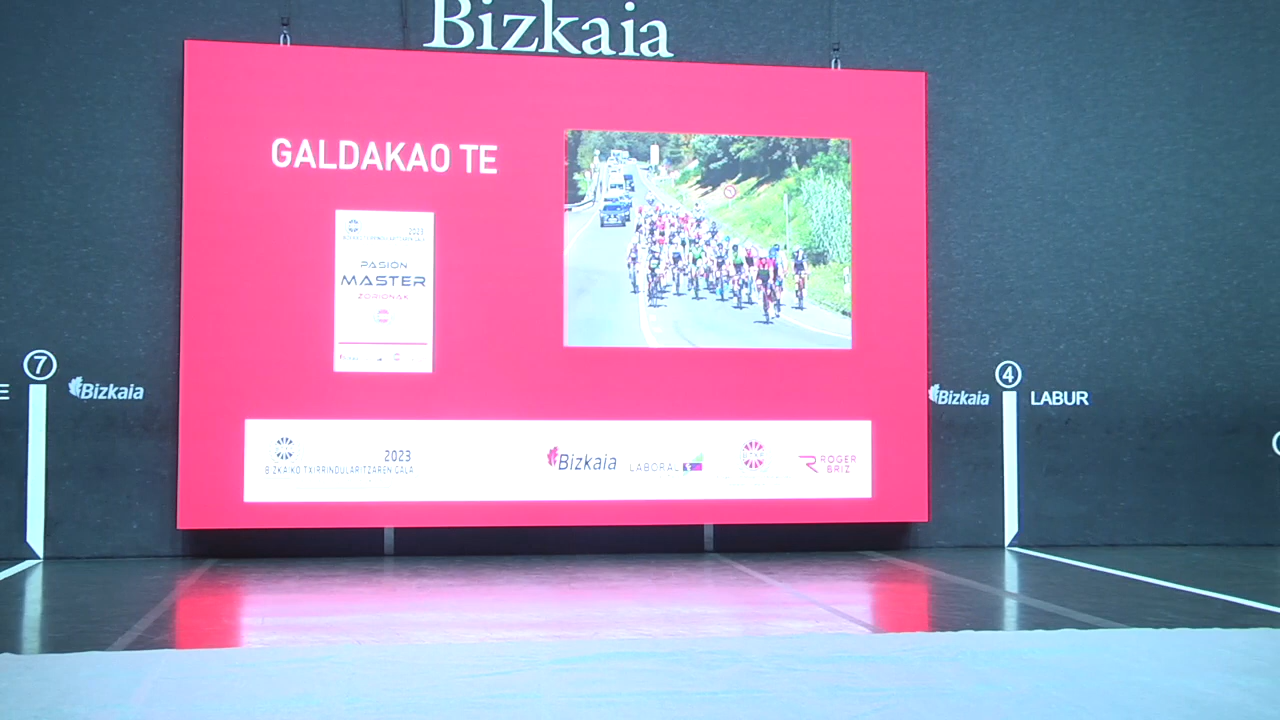 Bizkaia
GALDAKAO TE
2023
PASION
MASTER
ZORIONAK
7
Bizkaia
Bizkaia
4
LABUR
2023
BIZKAIKO TXIRRINDULARITZAREN GALA
Bizkaia
LABORAL
ROGER
BRIZ